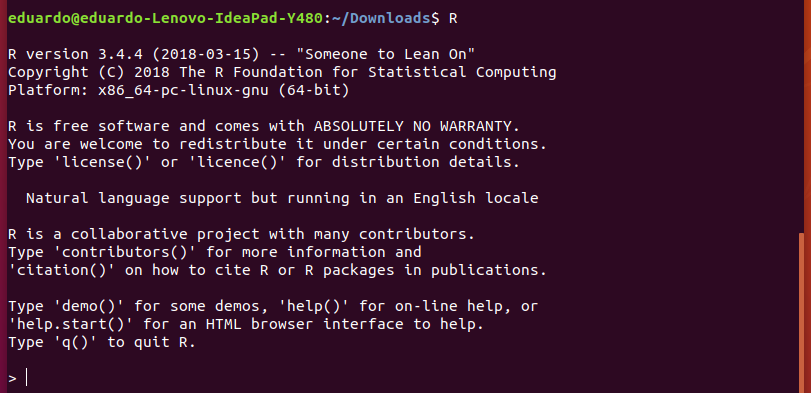 eduardo@eduardo-Lenovo-IdeaPad-Y480:~/Downloads$ R
R version 3.4.4 (2018-03-15) -- "Someone to Lean On"
Copyright (C) 2018 The R Foundation for Statistical Computing
Platform: x86_64-pc-linux-gnu (64-bit)
R is free software and comes with ABSOLUTELY NO WARRANTY.
You are welcome to redistribute it under certain conditions.
Type 'license()' or 'licence()' for distribution details.
Natural language support but running in an English locale
R is a collaborative project with many contributors.
Type 'contributors()' for more information and
'citation()' on how to cite R or R packages in publications.
Type 'demo()' for some demos, 'help()' for on-line help, or
'help.start()' for an HTML browser interface to help.
Type 'q()' to quit R.
>